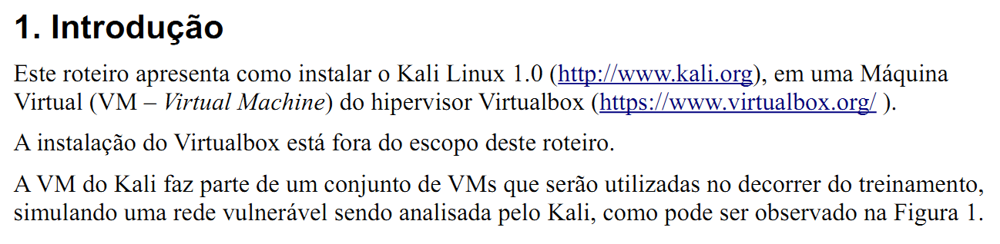 1. Introdução
Este roteiro apresenta como instalar o Kali Linux 1.0 (http://www.kali.org), em uma Máquina
Virtual (VM – Virtual Machine) do hipervisor Virtualbox (https://www.virtualbox.org/ ).
A instalação do Virtualbox está fora do escopo deste roteiro.
A VM do Kali faz parte de um conjunto de VMs que serão utilizadas no decorrer do treinamento,
simulando uma rede vulnerável sendo analisada pelo Kali, como pode ser observado na Figura 1.